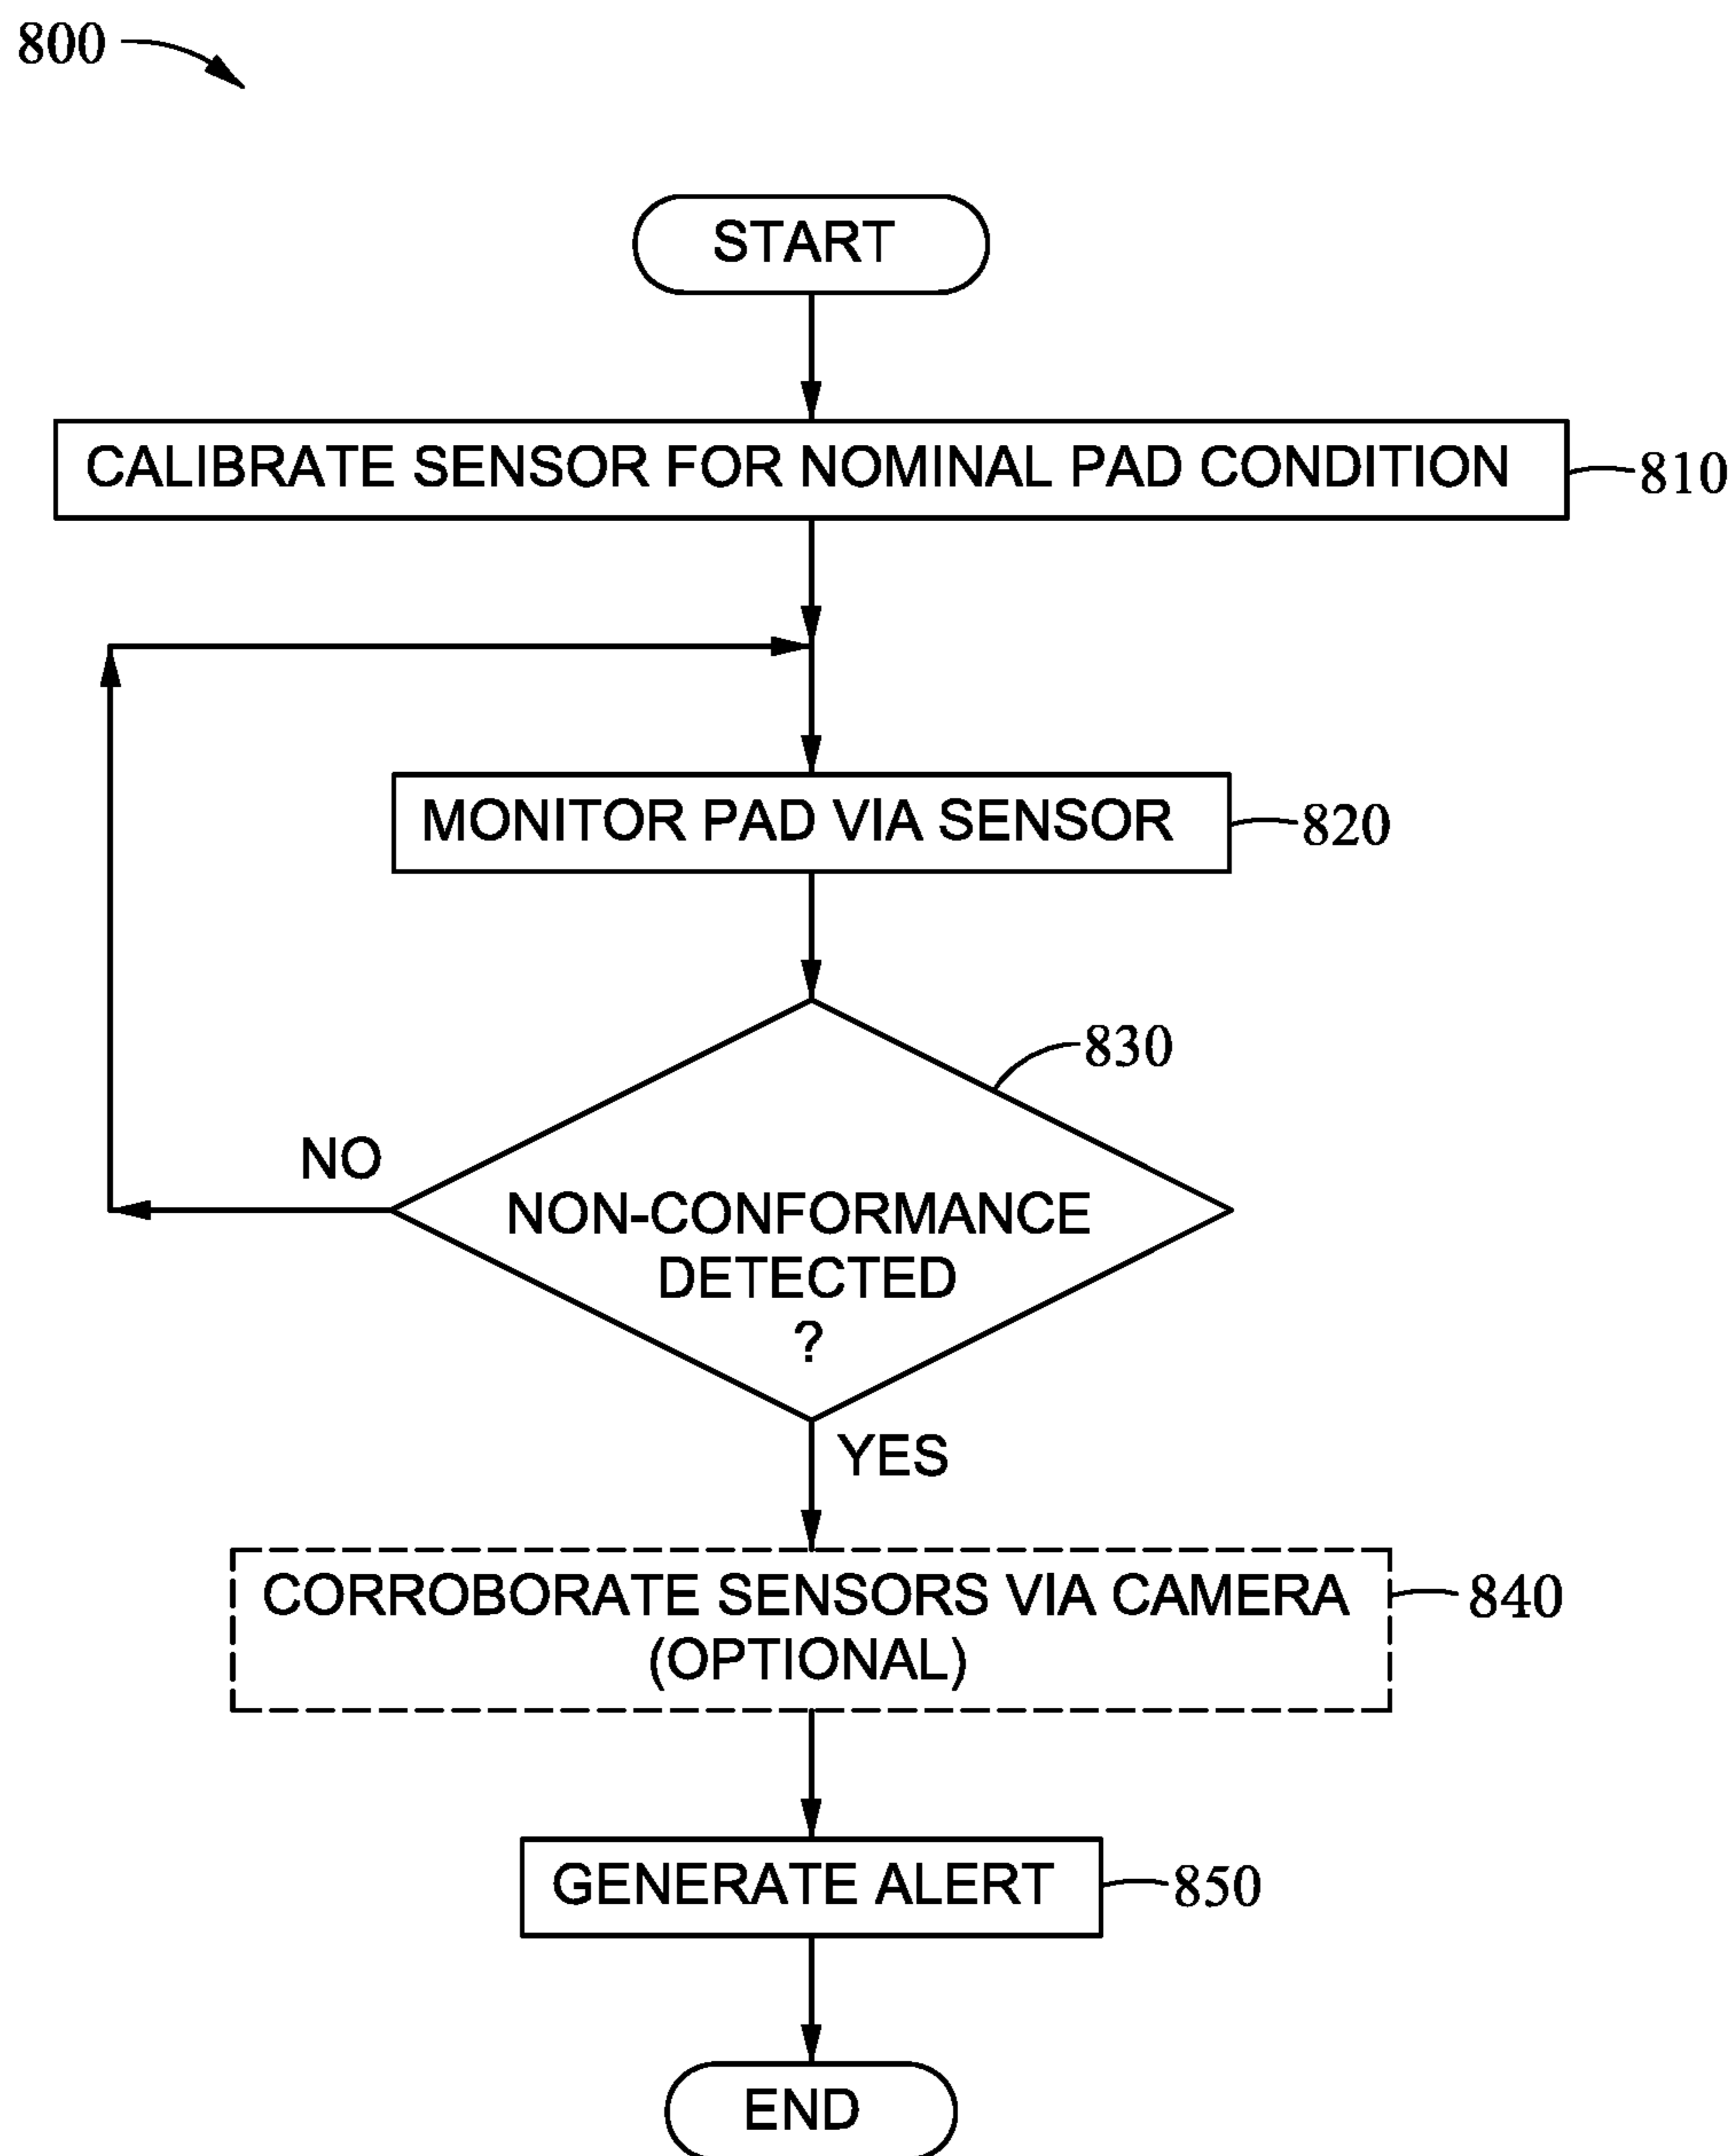 800
START
CALIBRATE SENSOR FOR NOMINAL PAD CONDITION
810
MONITOR PAD VIA SENSOR
820
830
NO
NON-CONFORMANCE
DETECTED
?
YES
CORROBORATE SENSORS VIA CAMERA
(OPTIONAL)
840
GENERATE ALERT
850
END